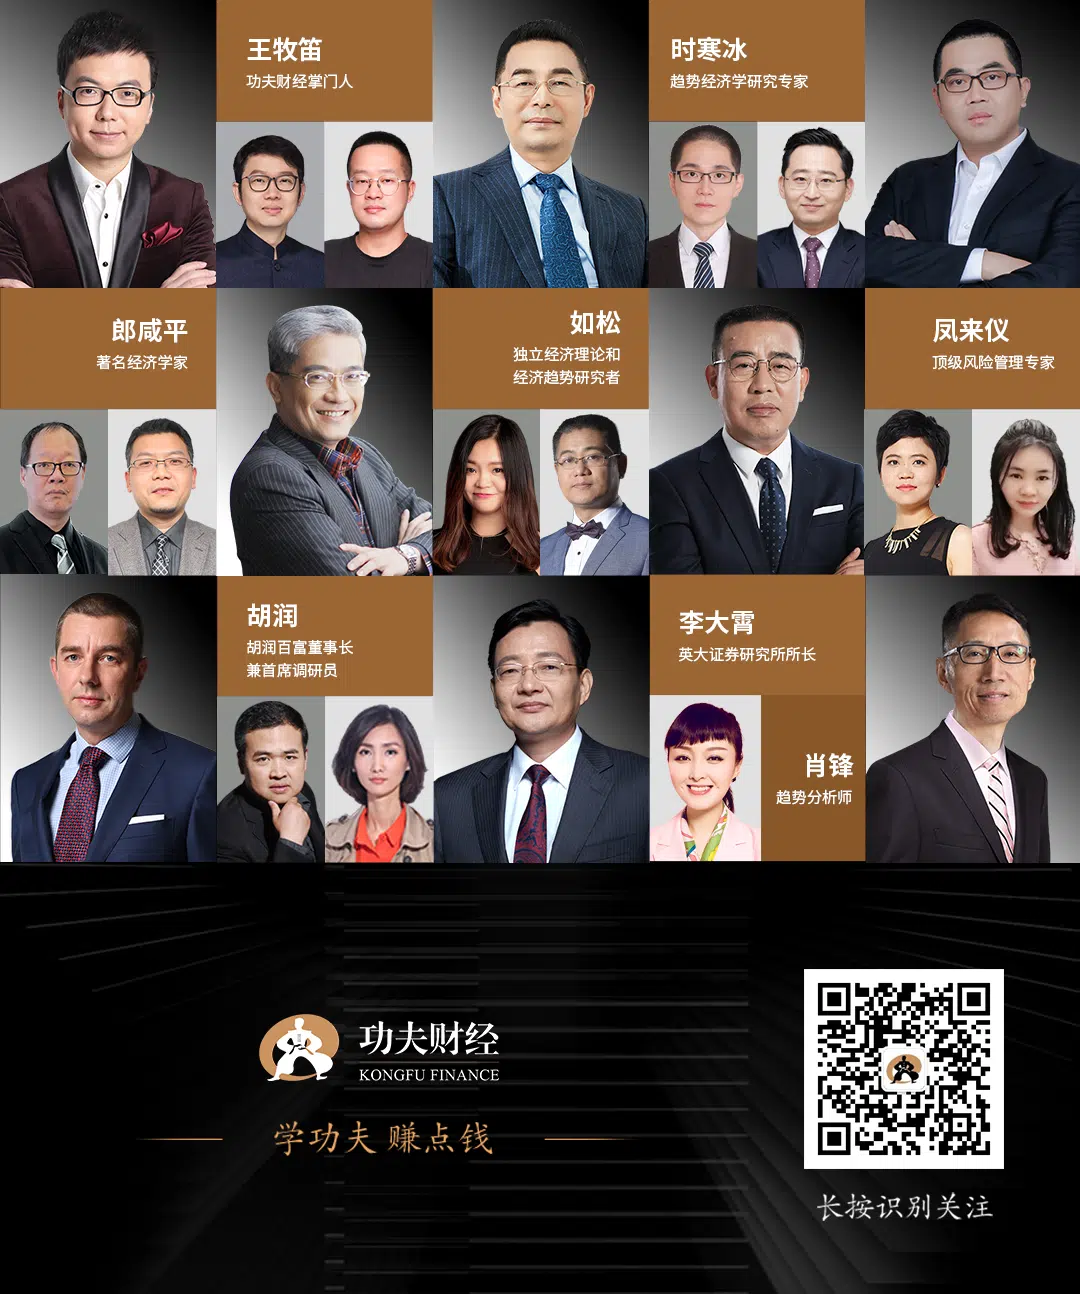 王牧笛
功夫财经掌门人
时寒冰
趋势经济学研究专家
郎咸平
著名经济学家
如松
独立经济理论和
经济趋势研究者
凤来仪
顶级风险管理专家
胡润
胡润百富董事长
兼首席调研员
李大霄
英大证券研究所所长
肖锋
趋势分析师
功夫财经
KONGFU FINANCE
学功夫 赚点钱
长按识别关注